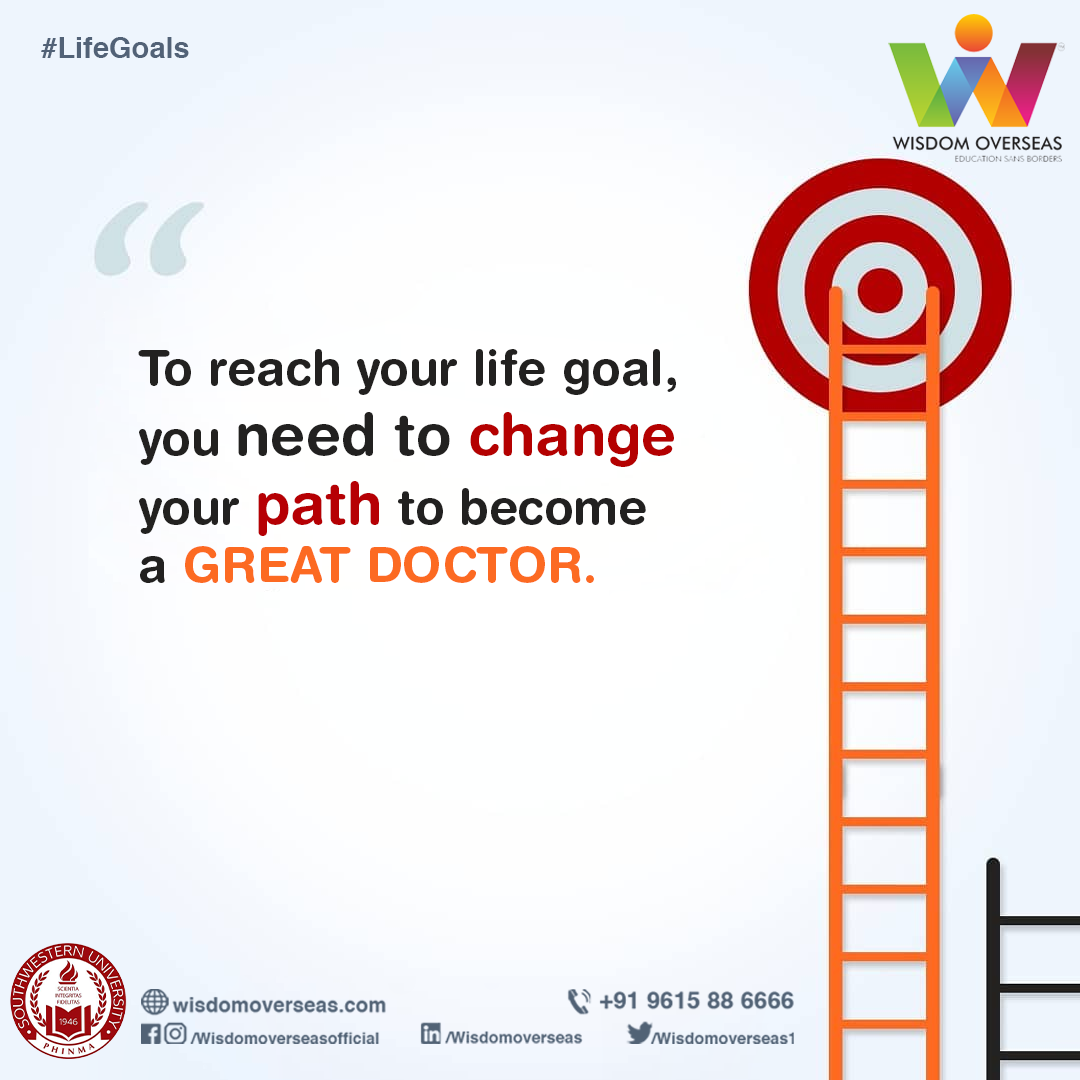 #LifeGoals
WISDOM OVERSEAS
EDUCATION SANS BORDERS
“
To reach your life goal,
you need to change
your path to become
a GREAT DOCTOR.
SOUTHWESTERN UNIVERSITY
SCIENTIA
INTEGRITAS
FIDELITAS
1946
PHINMA
wisdomoverseas.com
+91 9615 88 6666
/Wisdomoverseasofficial
/Wisdomoverseas
/Wisdomoverseas1